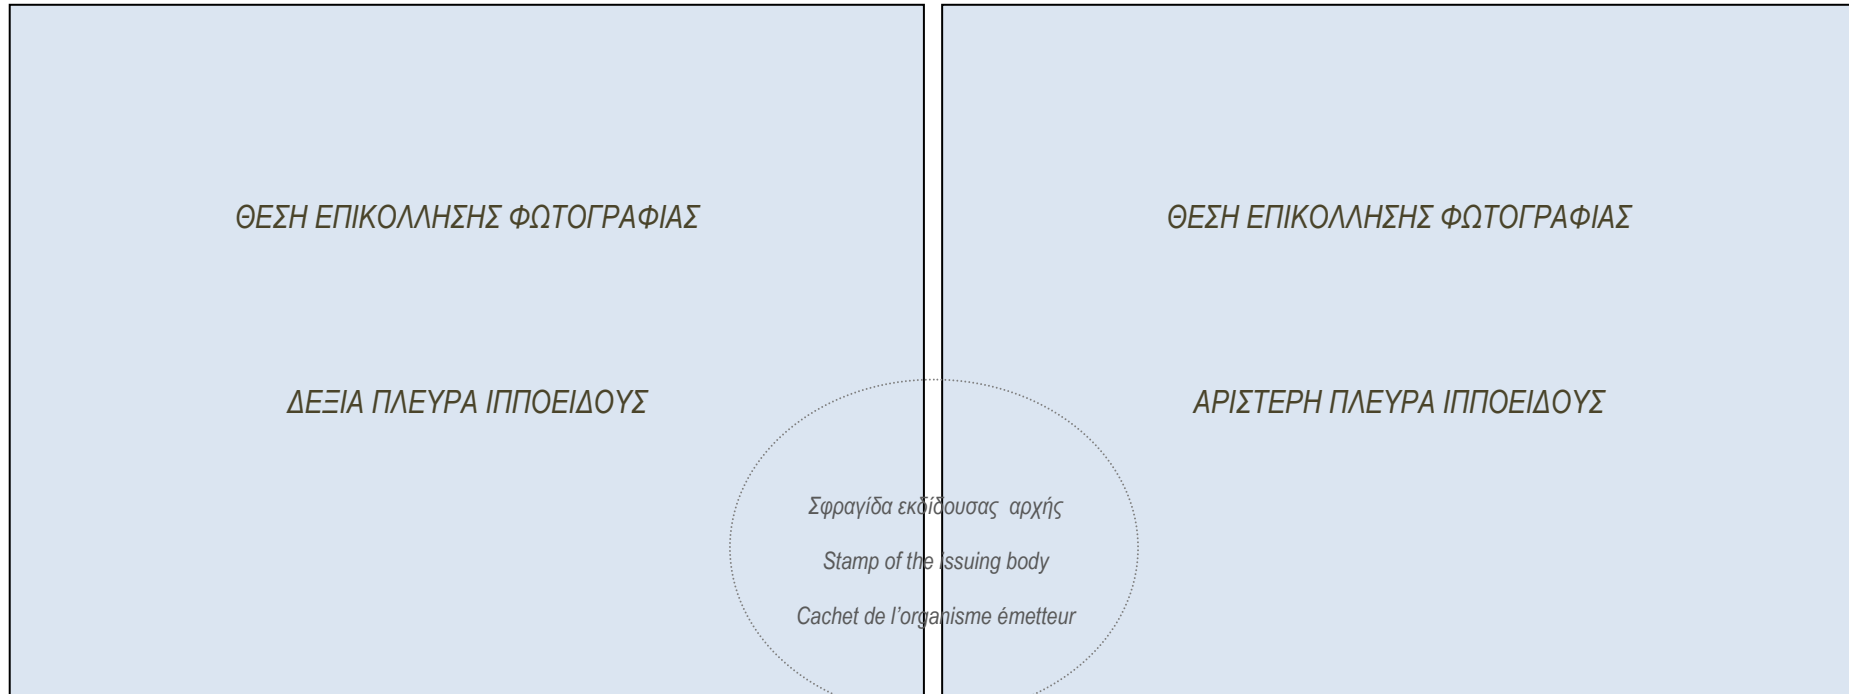 ΘΕΣΗ ΕΠΙΚΟΛΛΗΣΗΣ ΦΩΤΟΓΡΑΦΙΑΣ
ΔΕΞΙΑ ΠΛΕΥΡΑ ΙΠΠΟΕΙΔΟΥΣ
ΘΕΣΗ ΕΠΙΚΟΛΛΗΣΗΣ ΦΩΤΟΓΡΑΦΙΑΣ
ΑΡΙΣΤΕΡΗ ΠΛΕΥΡΑ ΙΠΠΟΕΙΔΟΥΣ
Σφραγίδα εκδίδουσας αρχής
Stamp of the issuing body
Cachet de l’organisme émetteur